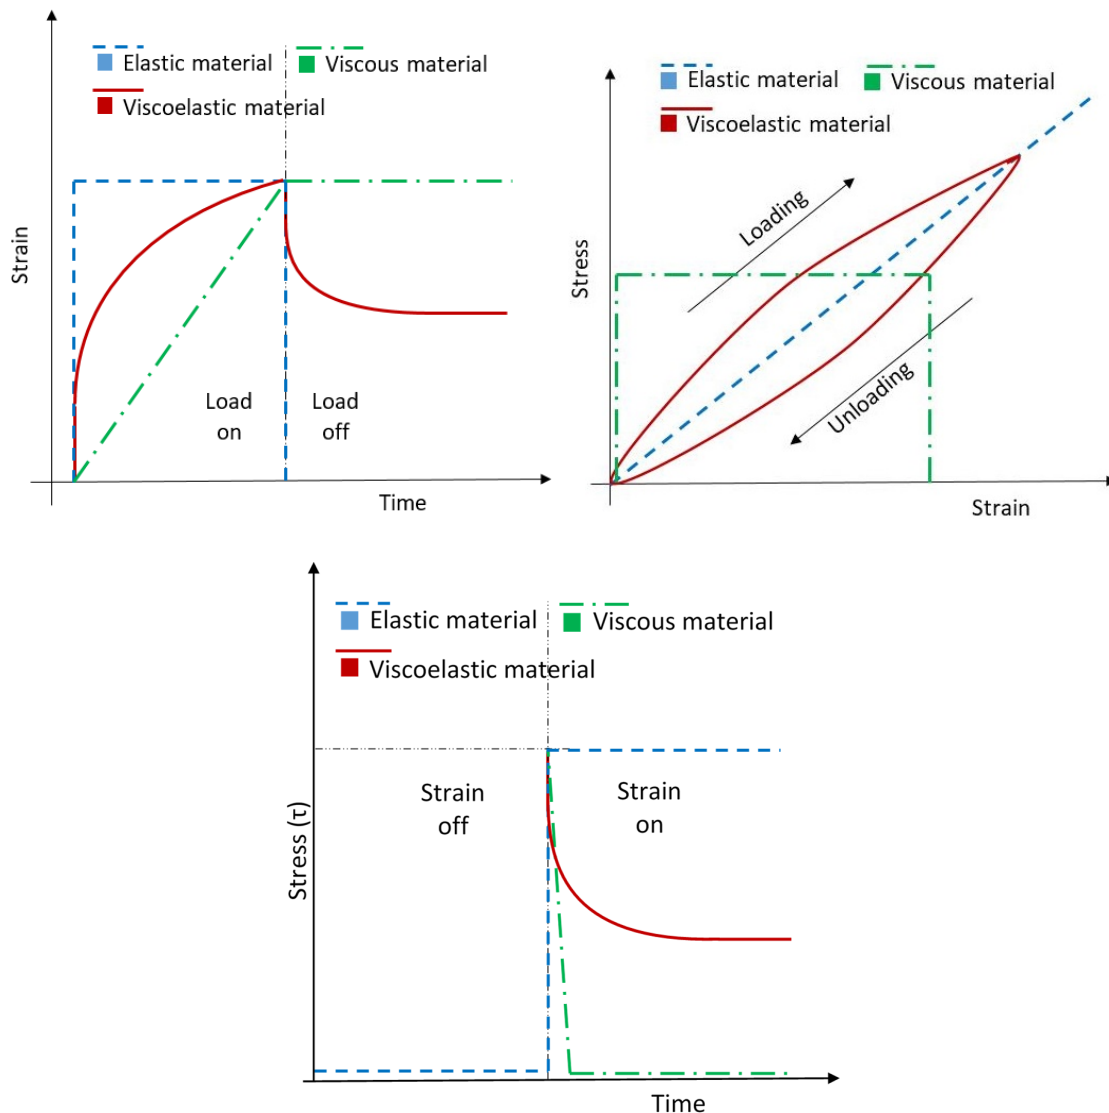 Elastic material
Viscous material
Viscoelastic material
Strain
Load
on
Load
off
Time
Elastic material
Viscous material
Viscoelastic material
Stress
Loading
Unloading
Strain
Elastic material
Viscous material
Viscoelastic material
Stress (τ)
Strain
off
Strain
on
Time